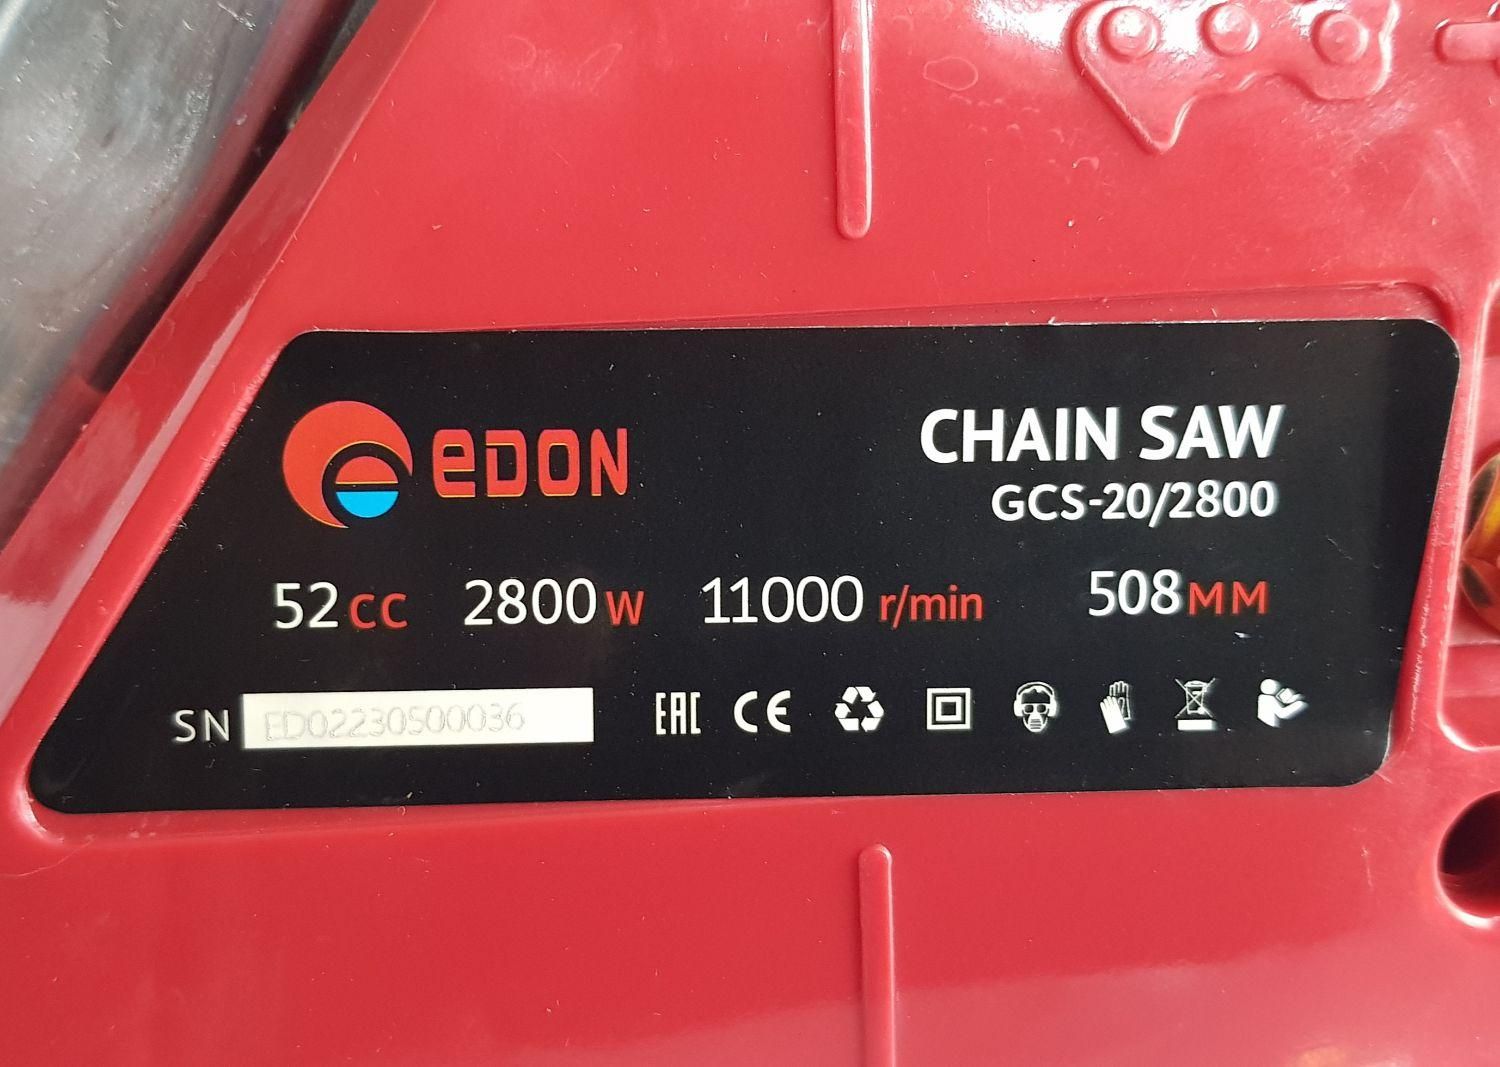 eDON
CHAIN SAW
GCS-20/2800
52cc 2800W 11000 r/min 508MM
SN ED02230500036
EAC CE